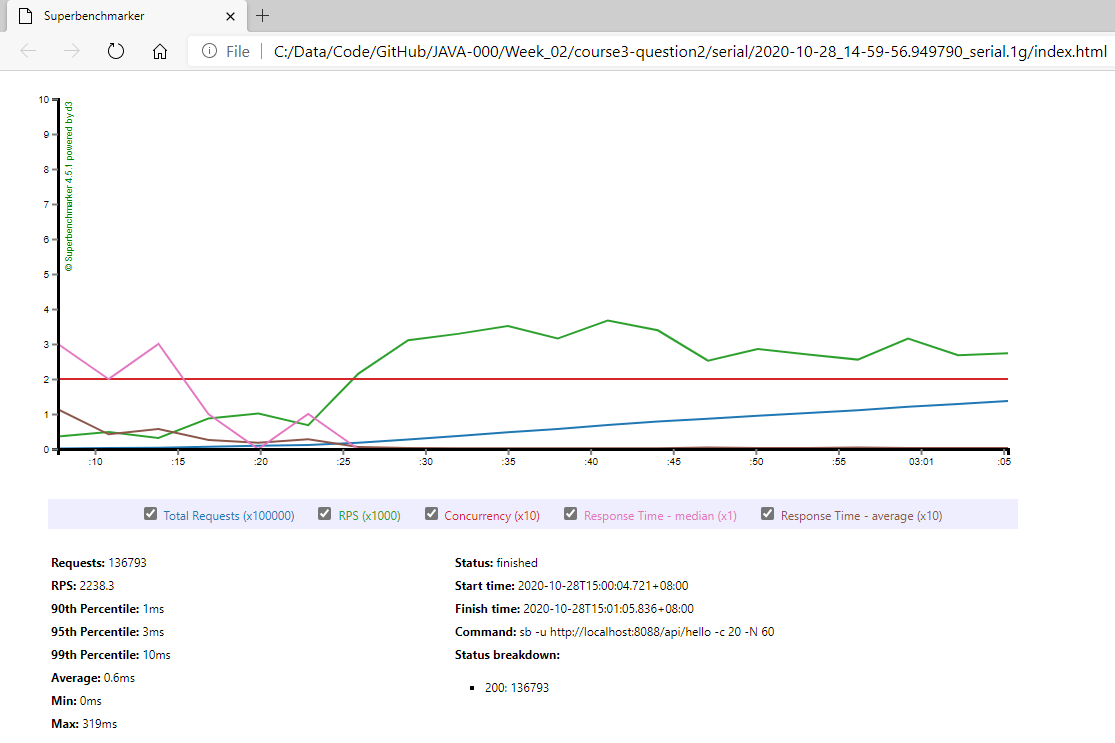 Superbenchmarker
File C:/Data/Code/GitHub/JAVA-000/Week_02/course3-question2/serial/2020-10-28_14-59-56.949790_serial.1g/index.html
© Superbenchmarker 4.5.1 powered by d3
10
9
8
7
6
5
4
3
2
1
0
:10 :15 :20 :25 :30 :35 :40 :45 :50 :55 03:01 :05
Total Requests (x100000) RPS (x1000) Concurrency (x10) Response Time - median (x1) Response Time - average (x10)
Requests: 136793
RPS: 2238.3
90th Percentile: 1ms
95th Percentile: 3ms
99th Percentile: 10ms
Average: 0.6ms
Min: 0ms
Max: 319ms
Status: finished
Start time: 2020-10-28T15:00:04.721+08:00
Finish time: 2020-10-28T15:01:05.836+08:00
Command: sb -u http://localhost:8088/api/hello -c 20 -N 60
Status breakdown:
200: 136793